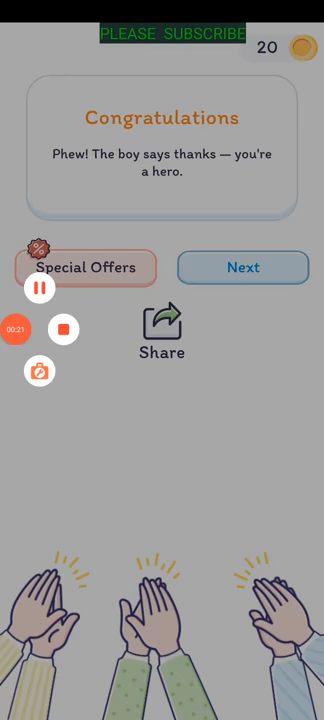 PLEASE SUBSCRIBE
20
Congratulations
Phew! The boy says thanks — you're
a hero.
Special Offers
Next
00:21
Share